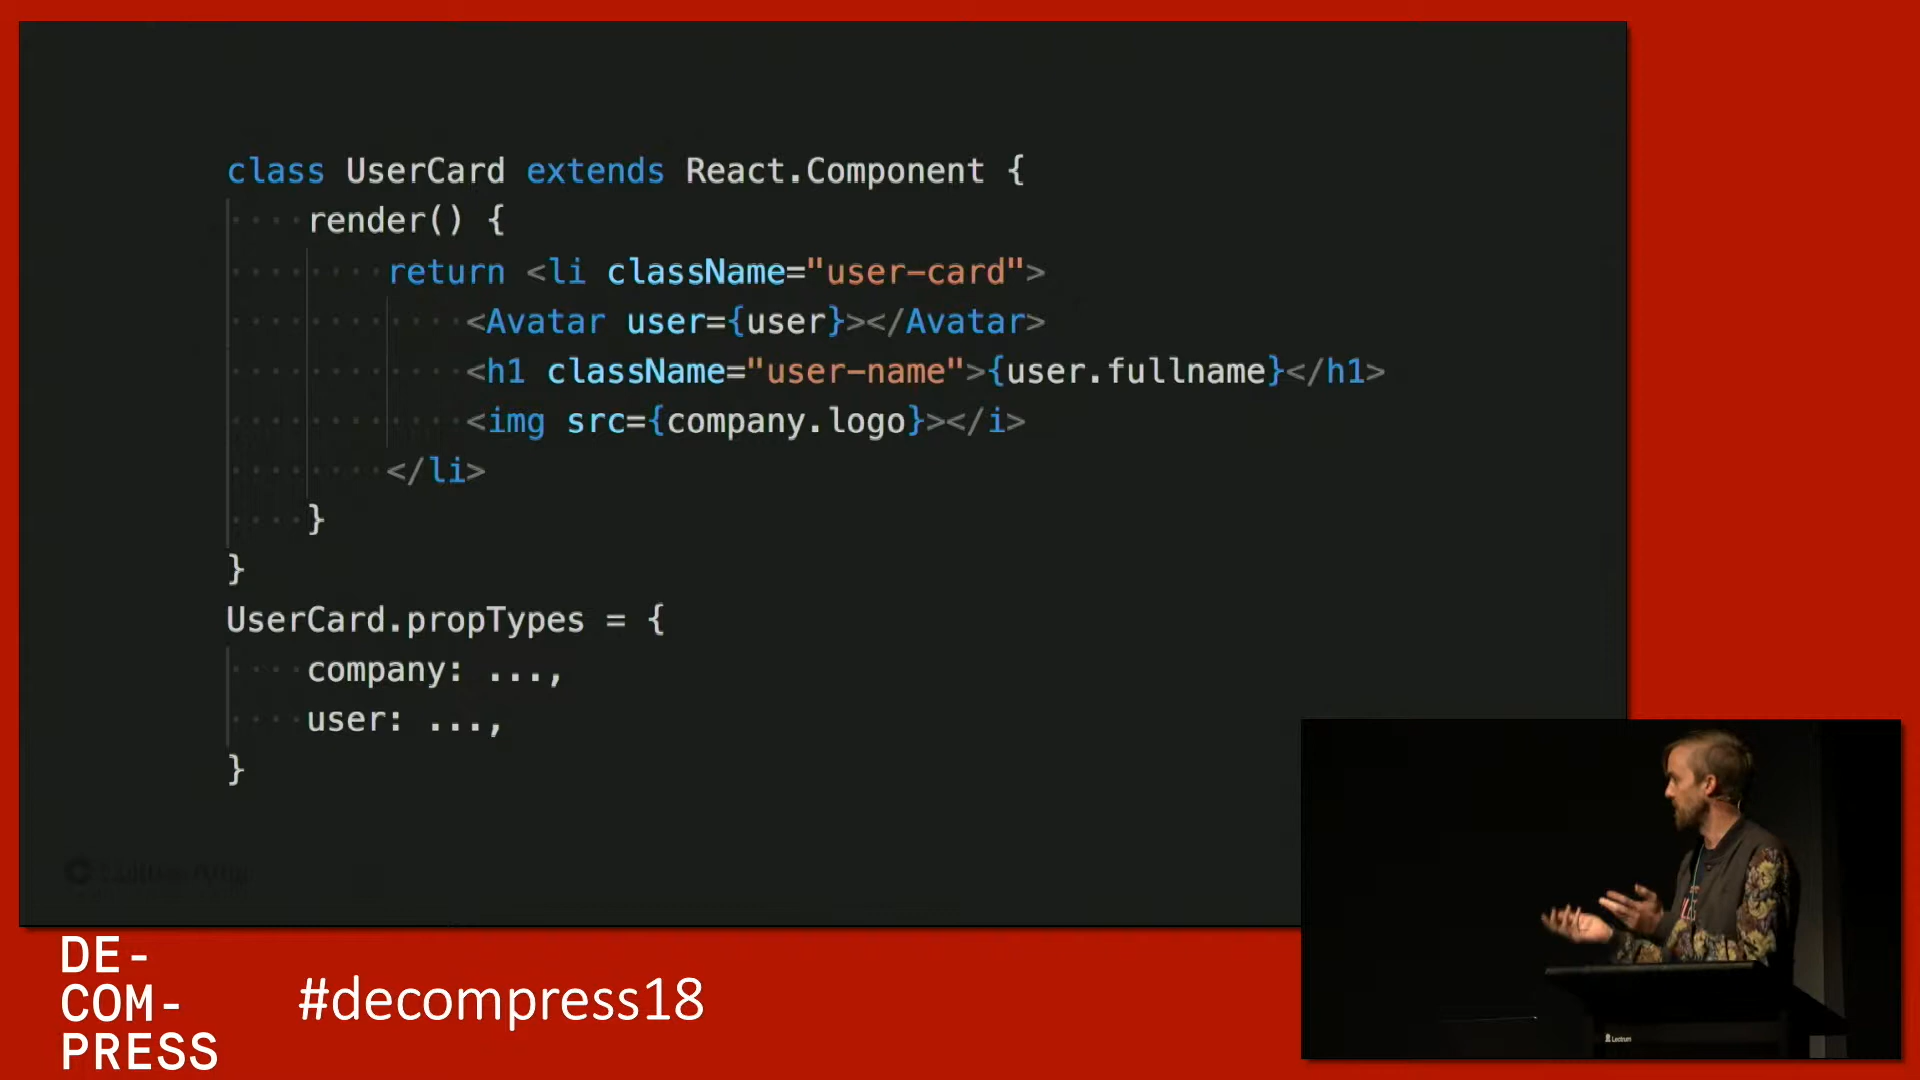 class UserCard extends React.Component {
    render() {
        return <li className="user-card">
            <Avatar user={user}></Avatar>
            <h1 className="user-name">{user.fullname}</h1>
            <img src={company.logo}></i>
        </li>
    }
}
UserCard.propTypes = {
    company: ...,
    user: ...,
}
DE-
COM-
PRESS
#decompress18
Lectrum